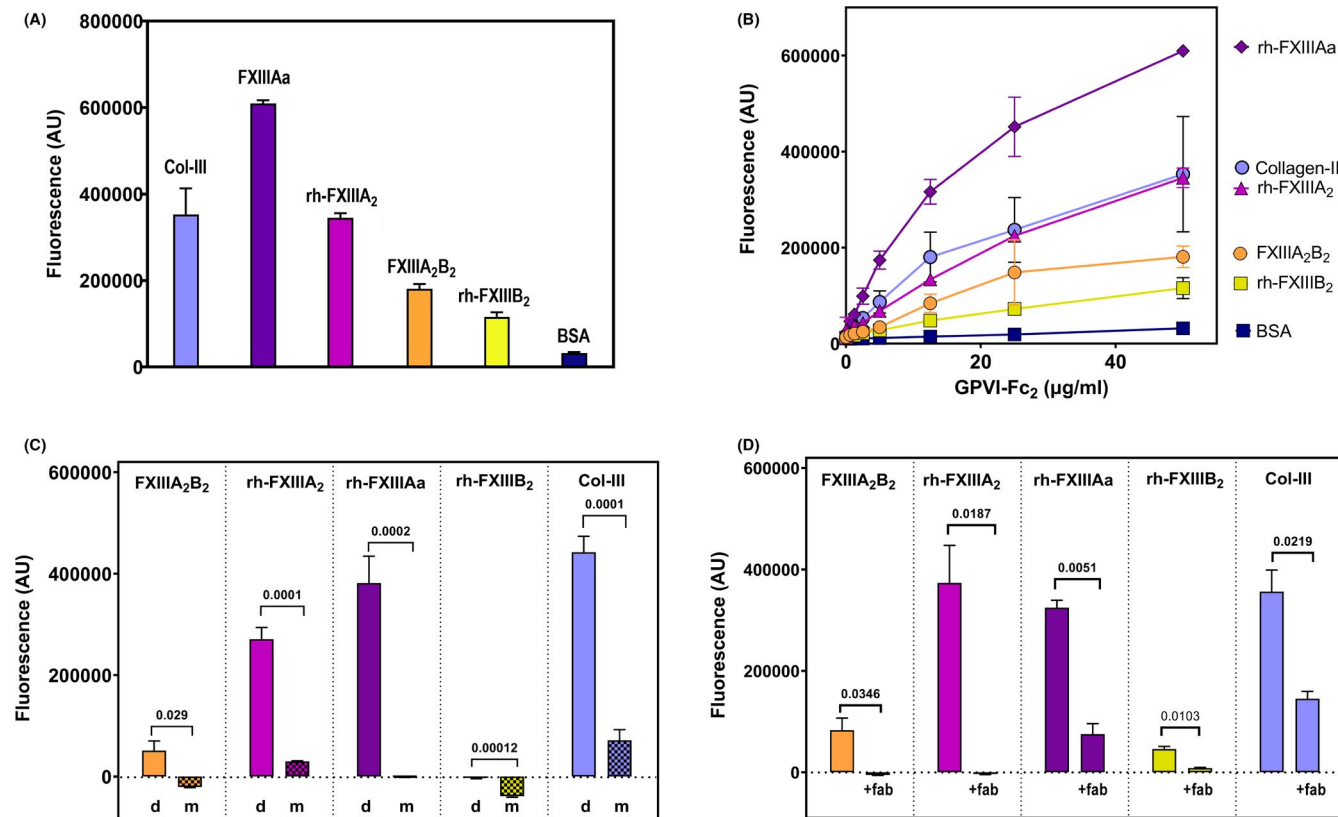 (A)
800000
600000
400000
200000
0
Fluorescence (AU)
Col-III
FXIIIAa
rh-FXIIIA₂
FXIIIA₂B₂
rh-FXIIIB₂
BSA
(B)
600000
400000
200000
0
Fluorescence (AU)
0 20 40
GPVI-Fc₂ (µg/ml)
rh-FXIIIAa
Collagen-II
rh-FXIIIA₂
FXIIIA₂B₂
rh-FXIIIB₂
BSA
(C)
600000
400000
200000
0
Fluorescence (AU)
FXIIIA₂B₂ rh-FXIIIA₂ rh-FXIIIAa rh-FXIIIB₂ Col-III
0.029 0.0001 0.0002 0.00012 0.0001
d m d m d m d m d m
(D)
600000
400000
200000
0
Fluorescence (AU)
FXIIIA₂B₂ rh-FXIIIA₂ rh-FXIIIAa rh-FXIIIB₂ Col-III
0.0346 0.0187 0.0051 0.0103 0.0219
+fab +fab +fab +fab +fab